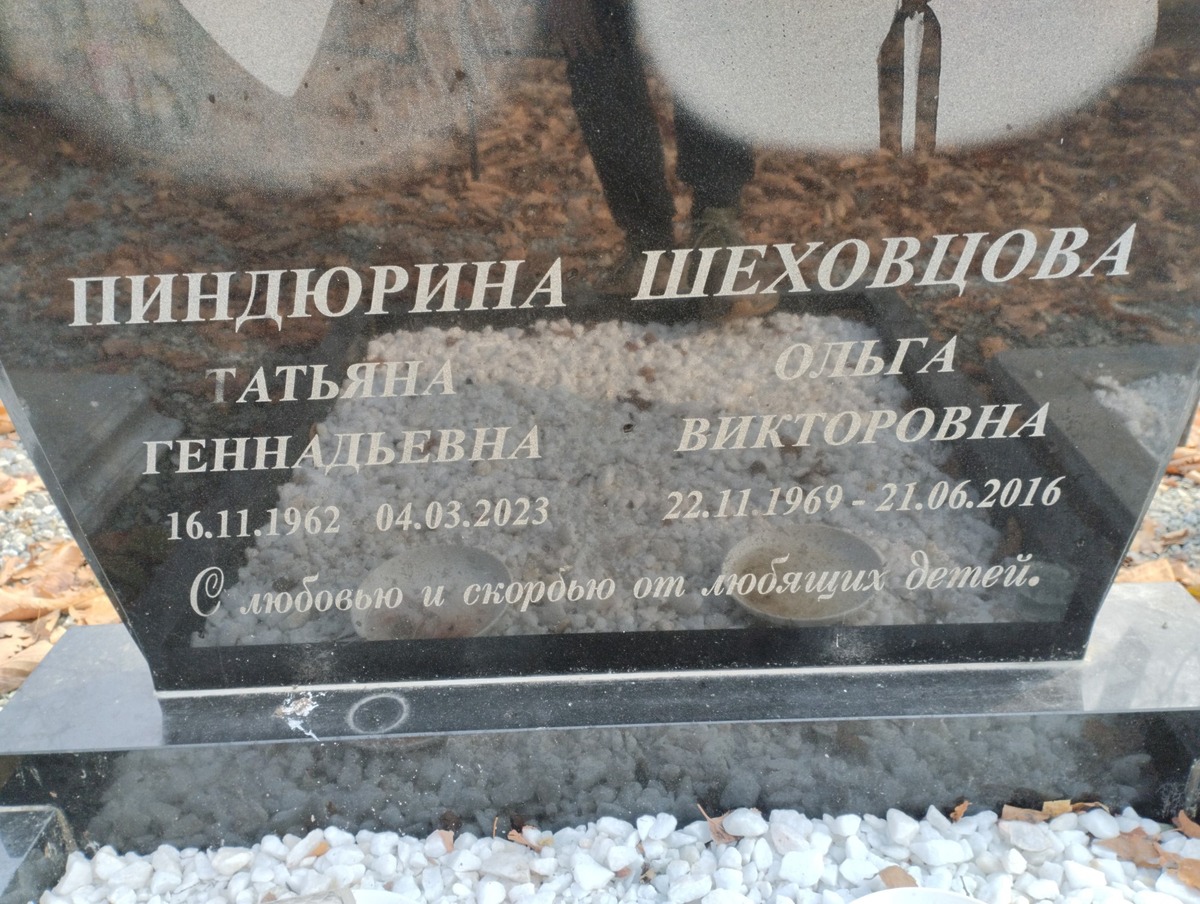 ПИНДЮРИНА
ТАТЬЯНА
ГЕННАДЬЕВНА
16.11.1962 04.03.2023
ШЕХОВЦОВА
ОЛЬГА
ВИКТОРОВНА
22.11.1969 - 21.06.2016
С любовью и скорбью от любящих детей.